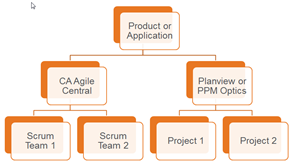 Product or
Application
CA Agile
Central
Planview or
PPM Optics
Scrum
Team 1
Scrum
Team 2
Project 1
Project 2